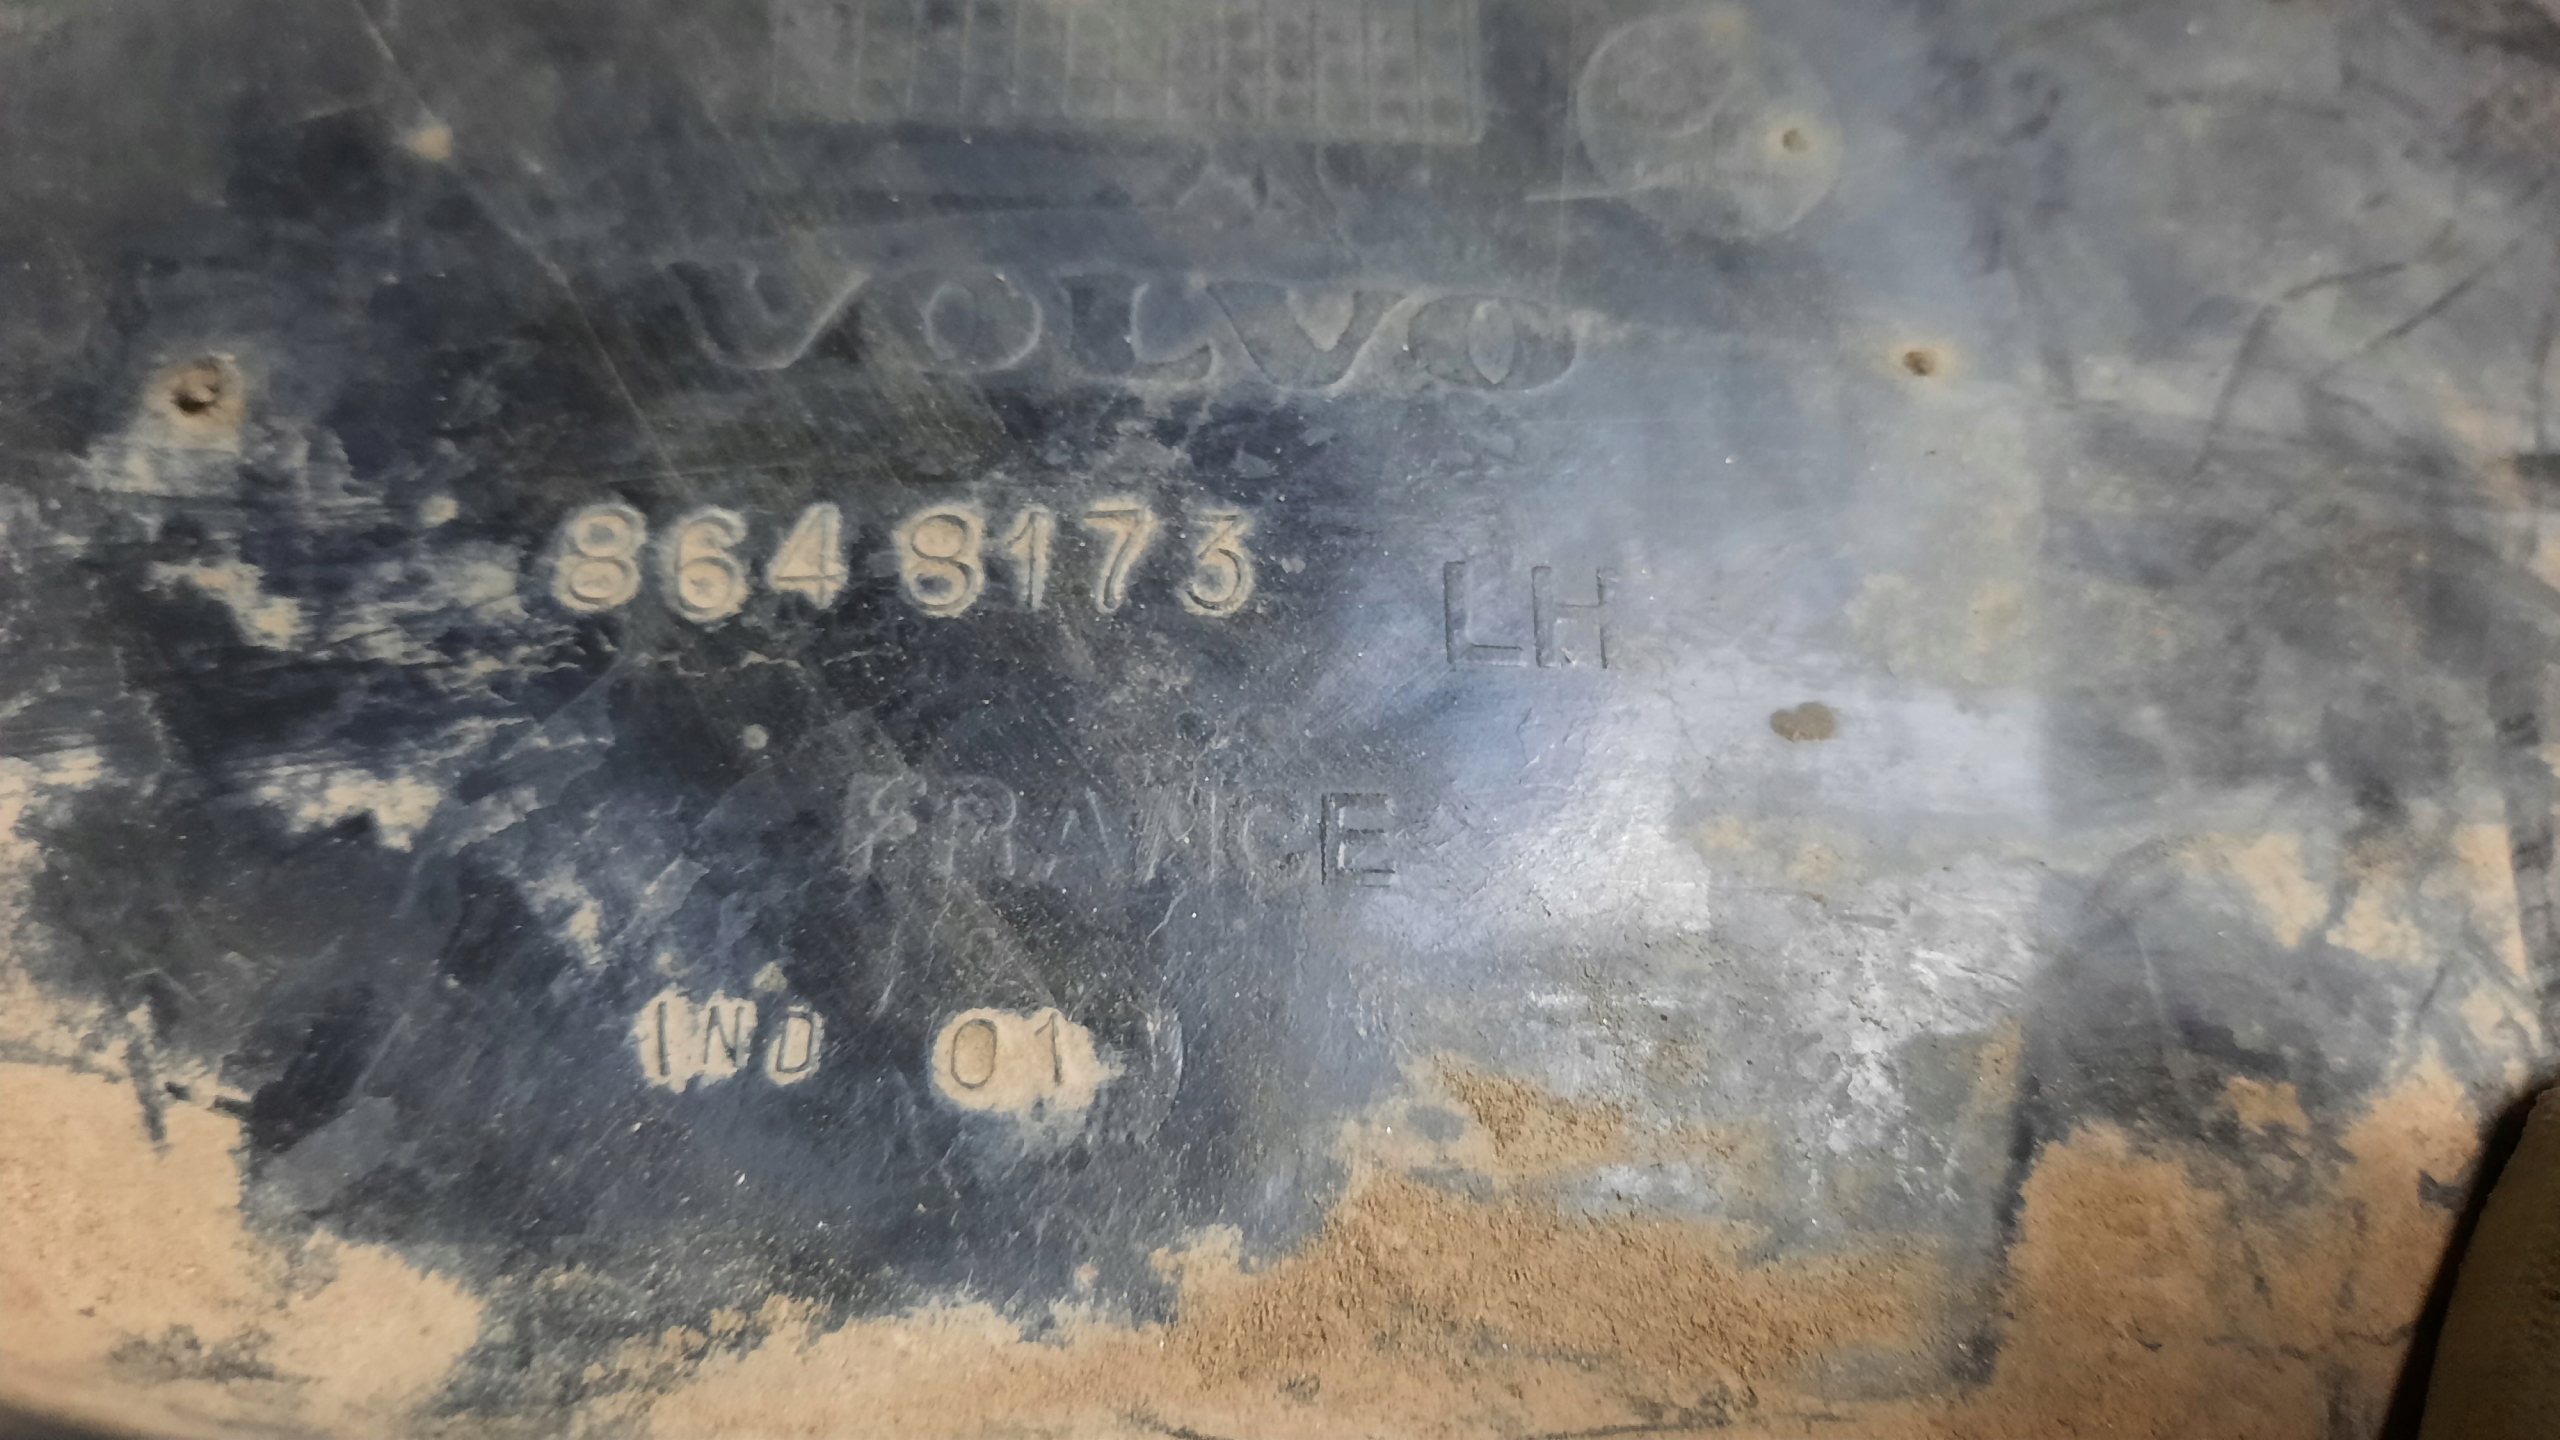 VOLVO
8648173 LH
FRANCE
IND 01